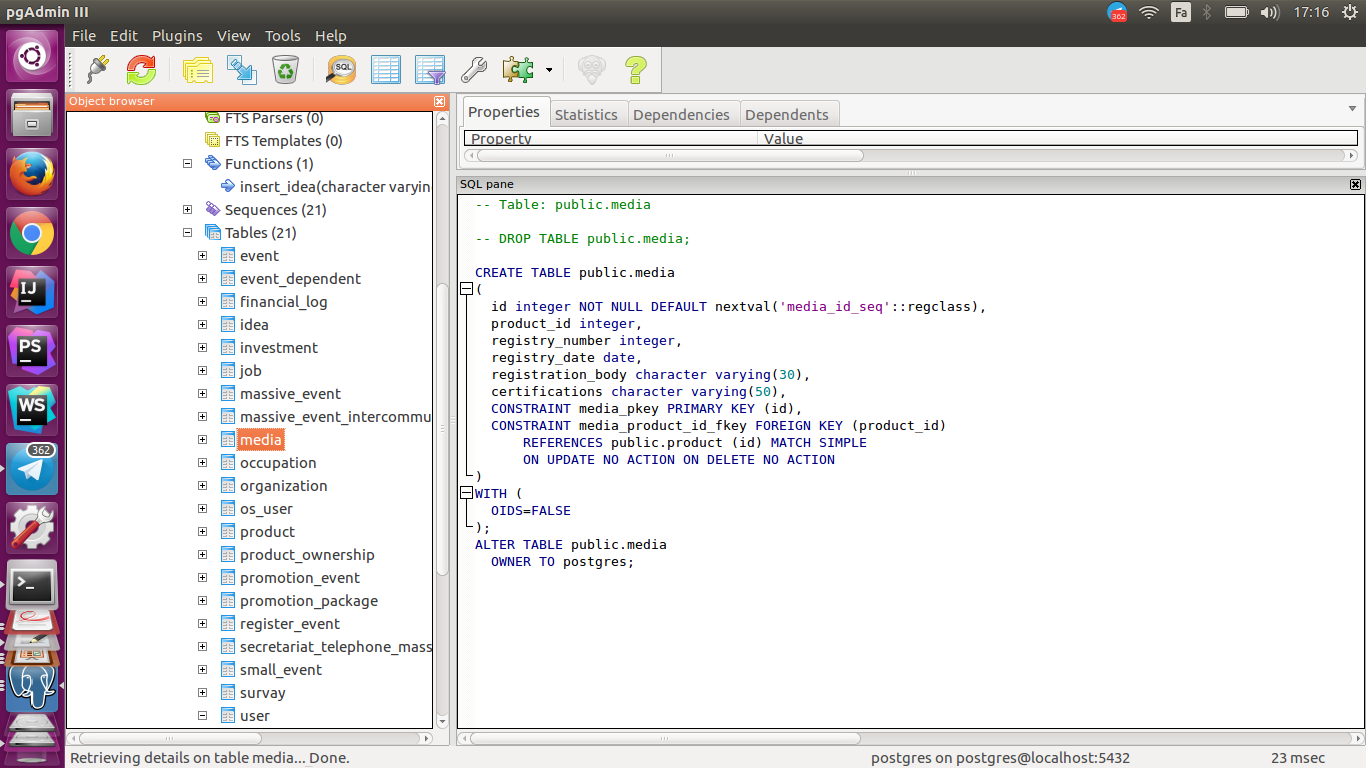 pgAdmin III
362
Fa
17:16
File Edit Plugins View Tools Help
SQL
Object browser
FTS Parsers (0)
FTS Templates (0)
Functions (1)
insert_idea(character varyin
Sequences (21)
Tables (21)
event
event_dependent
financial_log
idea
investment
job
massive_event
massive_event_intercommu
media
occupation
organization
os_user
product
product_ownership
promotion_event
promotion_package
register_event
secretariat_telephone_mass
small_event
survay
user
Properties Statistics Dependencies Dependents
Property Value
SQL pane
-- Table: public.media
-- DROP TABLE public.media;
CREATE TABLE public.media
(
id integer NOT NULL DEFAULT nextval('media_id_seq'::regclass),
product_id integer,
registry_number integer,
registry_date date,
registration_body character varying(30),
certifications character varying(50),
CONSTRAINT media_pkey PRIMARY KEY (id),
CONSTRAINT media_product_id_fkey FOREIGN KEY (product_id)
REFERENCES public.product (id) MATCH SIMPLE
ON UPDATE NO ACTION ON DELETE NO ACTION
)
WITH (
OIDS=FALSE
);
ALTER TABLE public.media
OWNER TO postgres;
IJ
PS
WS
362
>_
Retrieving details on table media... Done.
postgres on postgres@localhost:5432
23 msec